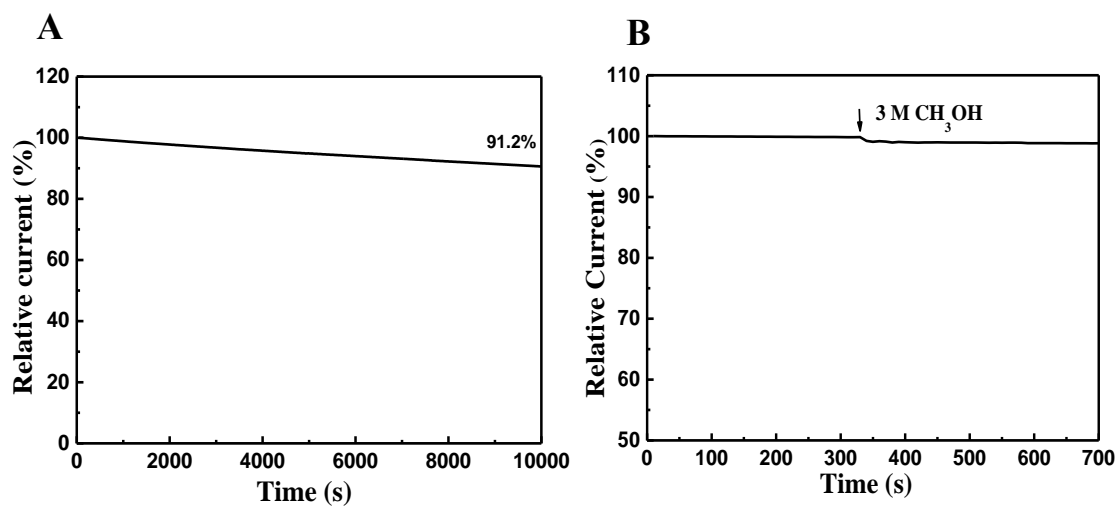 A
120
100
80
60
40
20
0
Relative current (%)
91.2%
0 2000 4000 6000 8000 10000
Time (s)
B
110
100
90
80
70
60
50
Relative Current (%)
3 M CH₃OH
0 100 200 300 400 500 600 700
Time (s)